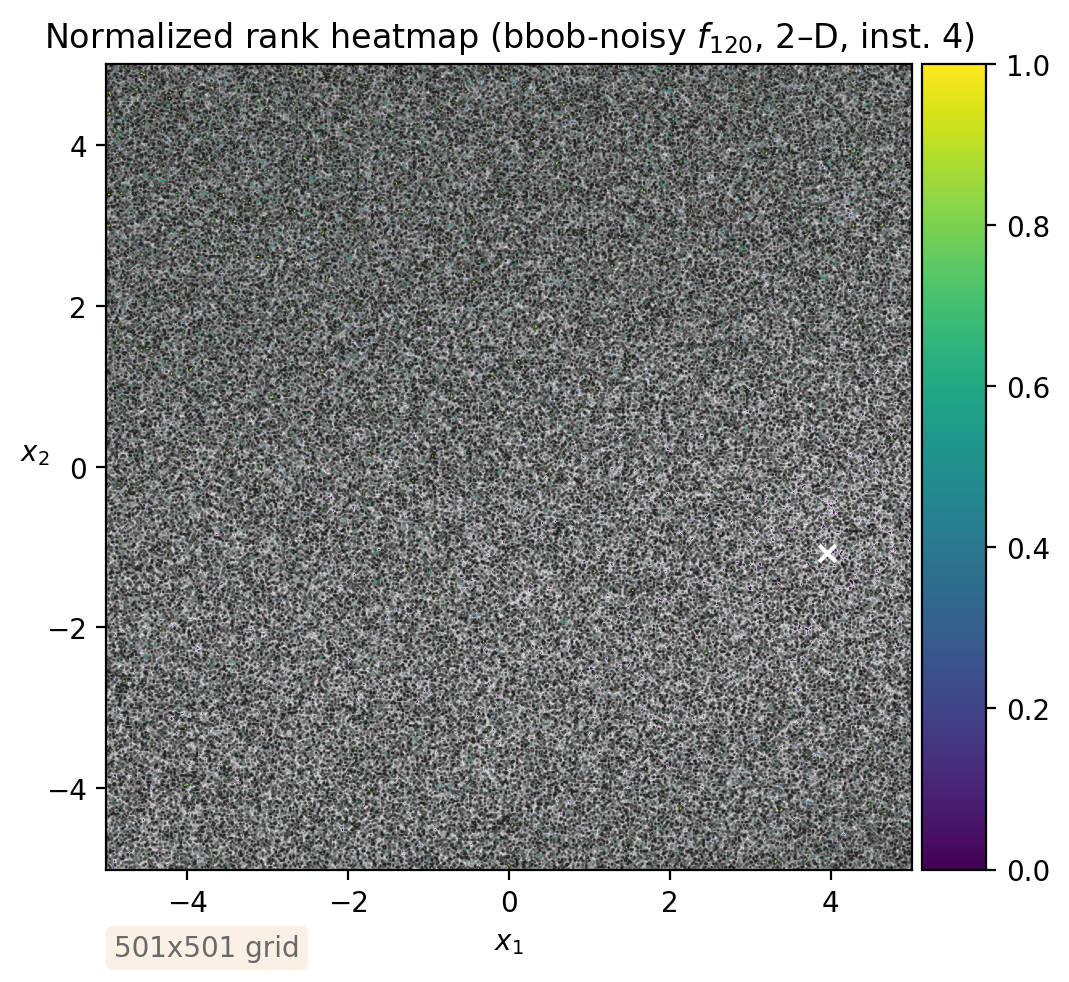 Normalized rank heatmap (bbob-noisy f₁₂₀, 2–D, inst. 4)
1.0
0.8
0.6
0.4
0.2
0.0
4
2
0
−2
−4
x₂
−4 −2 0 2 4
x₁
501x501 grid